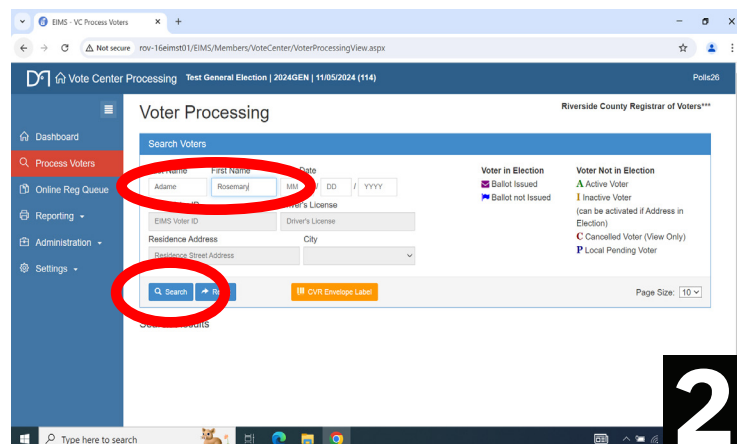 EIMS - VC Process Voters
Not secure rov-16eimst01/EIMS/Members/VoteCenter/VoterProcessingView.aspx
Vote Center Processing Test General Election | 2024GEN | 11/05/2024 (114) Polls26
Voter Processing
Riverside County Registrar of Voters***
Dashboard
Process Voters
Online Reg Queue
Reporting
Administration
Settings
Search Voters
Name First Name Date
Adame Rosemary MM / DD / YYYY
ID Driver's License
EIMS Voter ID Driver's License
Residence Address City
Residence Street Address
Voter in Election
Ballot Issued
Ballot not Issued
Voter Not in Election
A Active Voter
I Inactive Voter
(can be activated if Address in
Election)
C Cancelled Voter (View Only)
P Local Pending Voter
Search CVR Envelope Label Page Size: 10
Type here to search
2